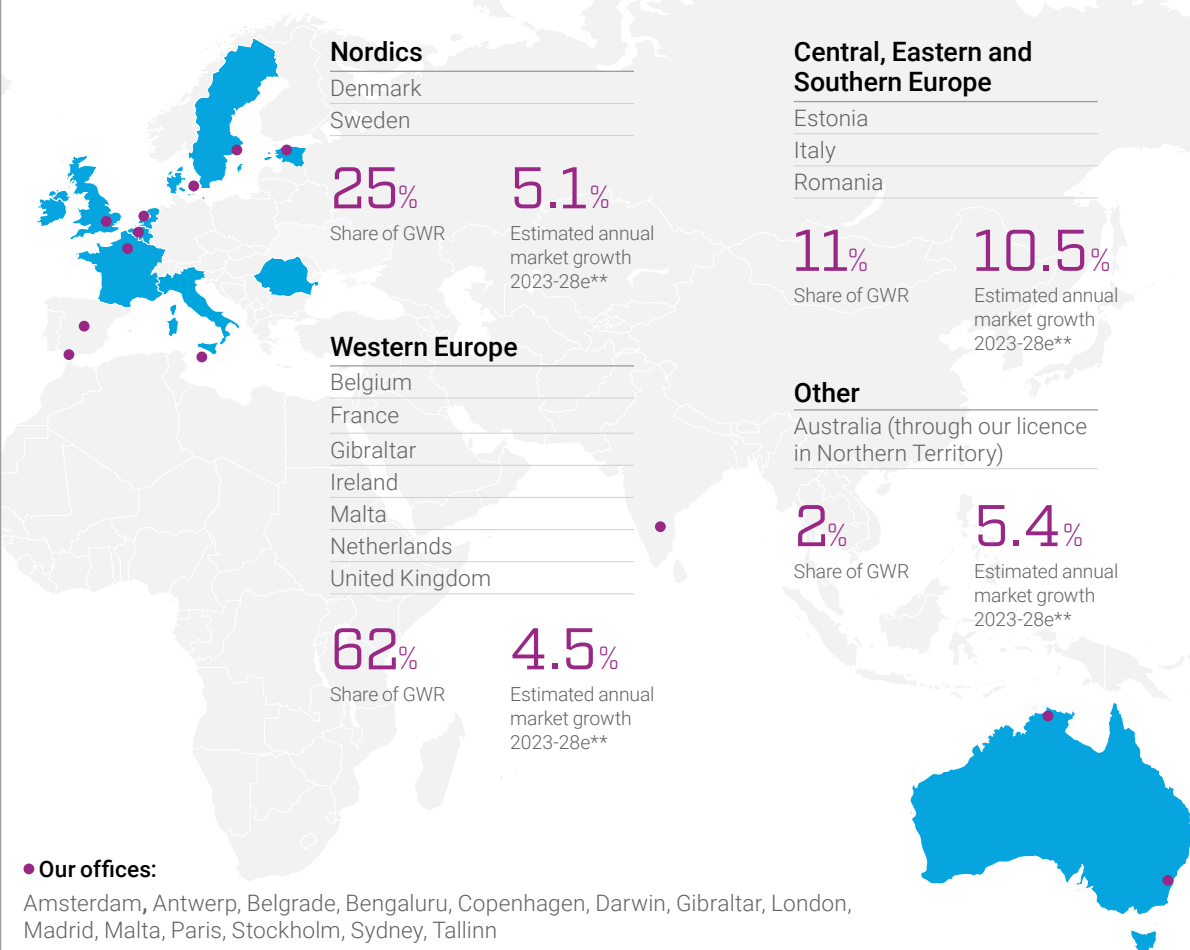 Nordics
Denmark
Sweden
25%
Share of GWR
5.1%
Estimated annual
market growth
2023-28e**
Western Europe
Belgium
France
Gibraltar
Ireland
Malta
Netherlands
United Kingdom
62%
Share of GWR
4.5%
Estimated annual
market growth
2023-28e**
Central, Eastern and
Southern Europe
Estonia
Italy
Romania
11%
Share of GWR
10.5%
Estimated annual
market growth
2023-28e**
Other
Australia (through our licence
in Northern Territory)
2%
Share of GWR
5.4%
Estimated annual
market growth
2023-28e**
Our offices:
Amsterdam, Antwerp, Belgrade, Bengaluru, Copenhagen, Darwin, Gibraltar, London,
Madrid, Malta, Paris, Stockholm, Sydney, Tallinn